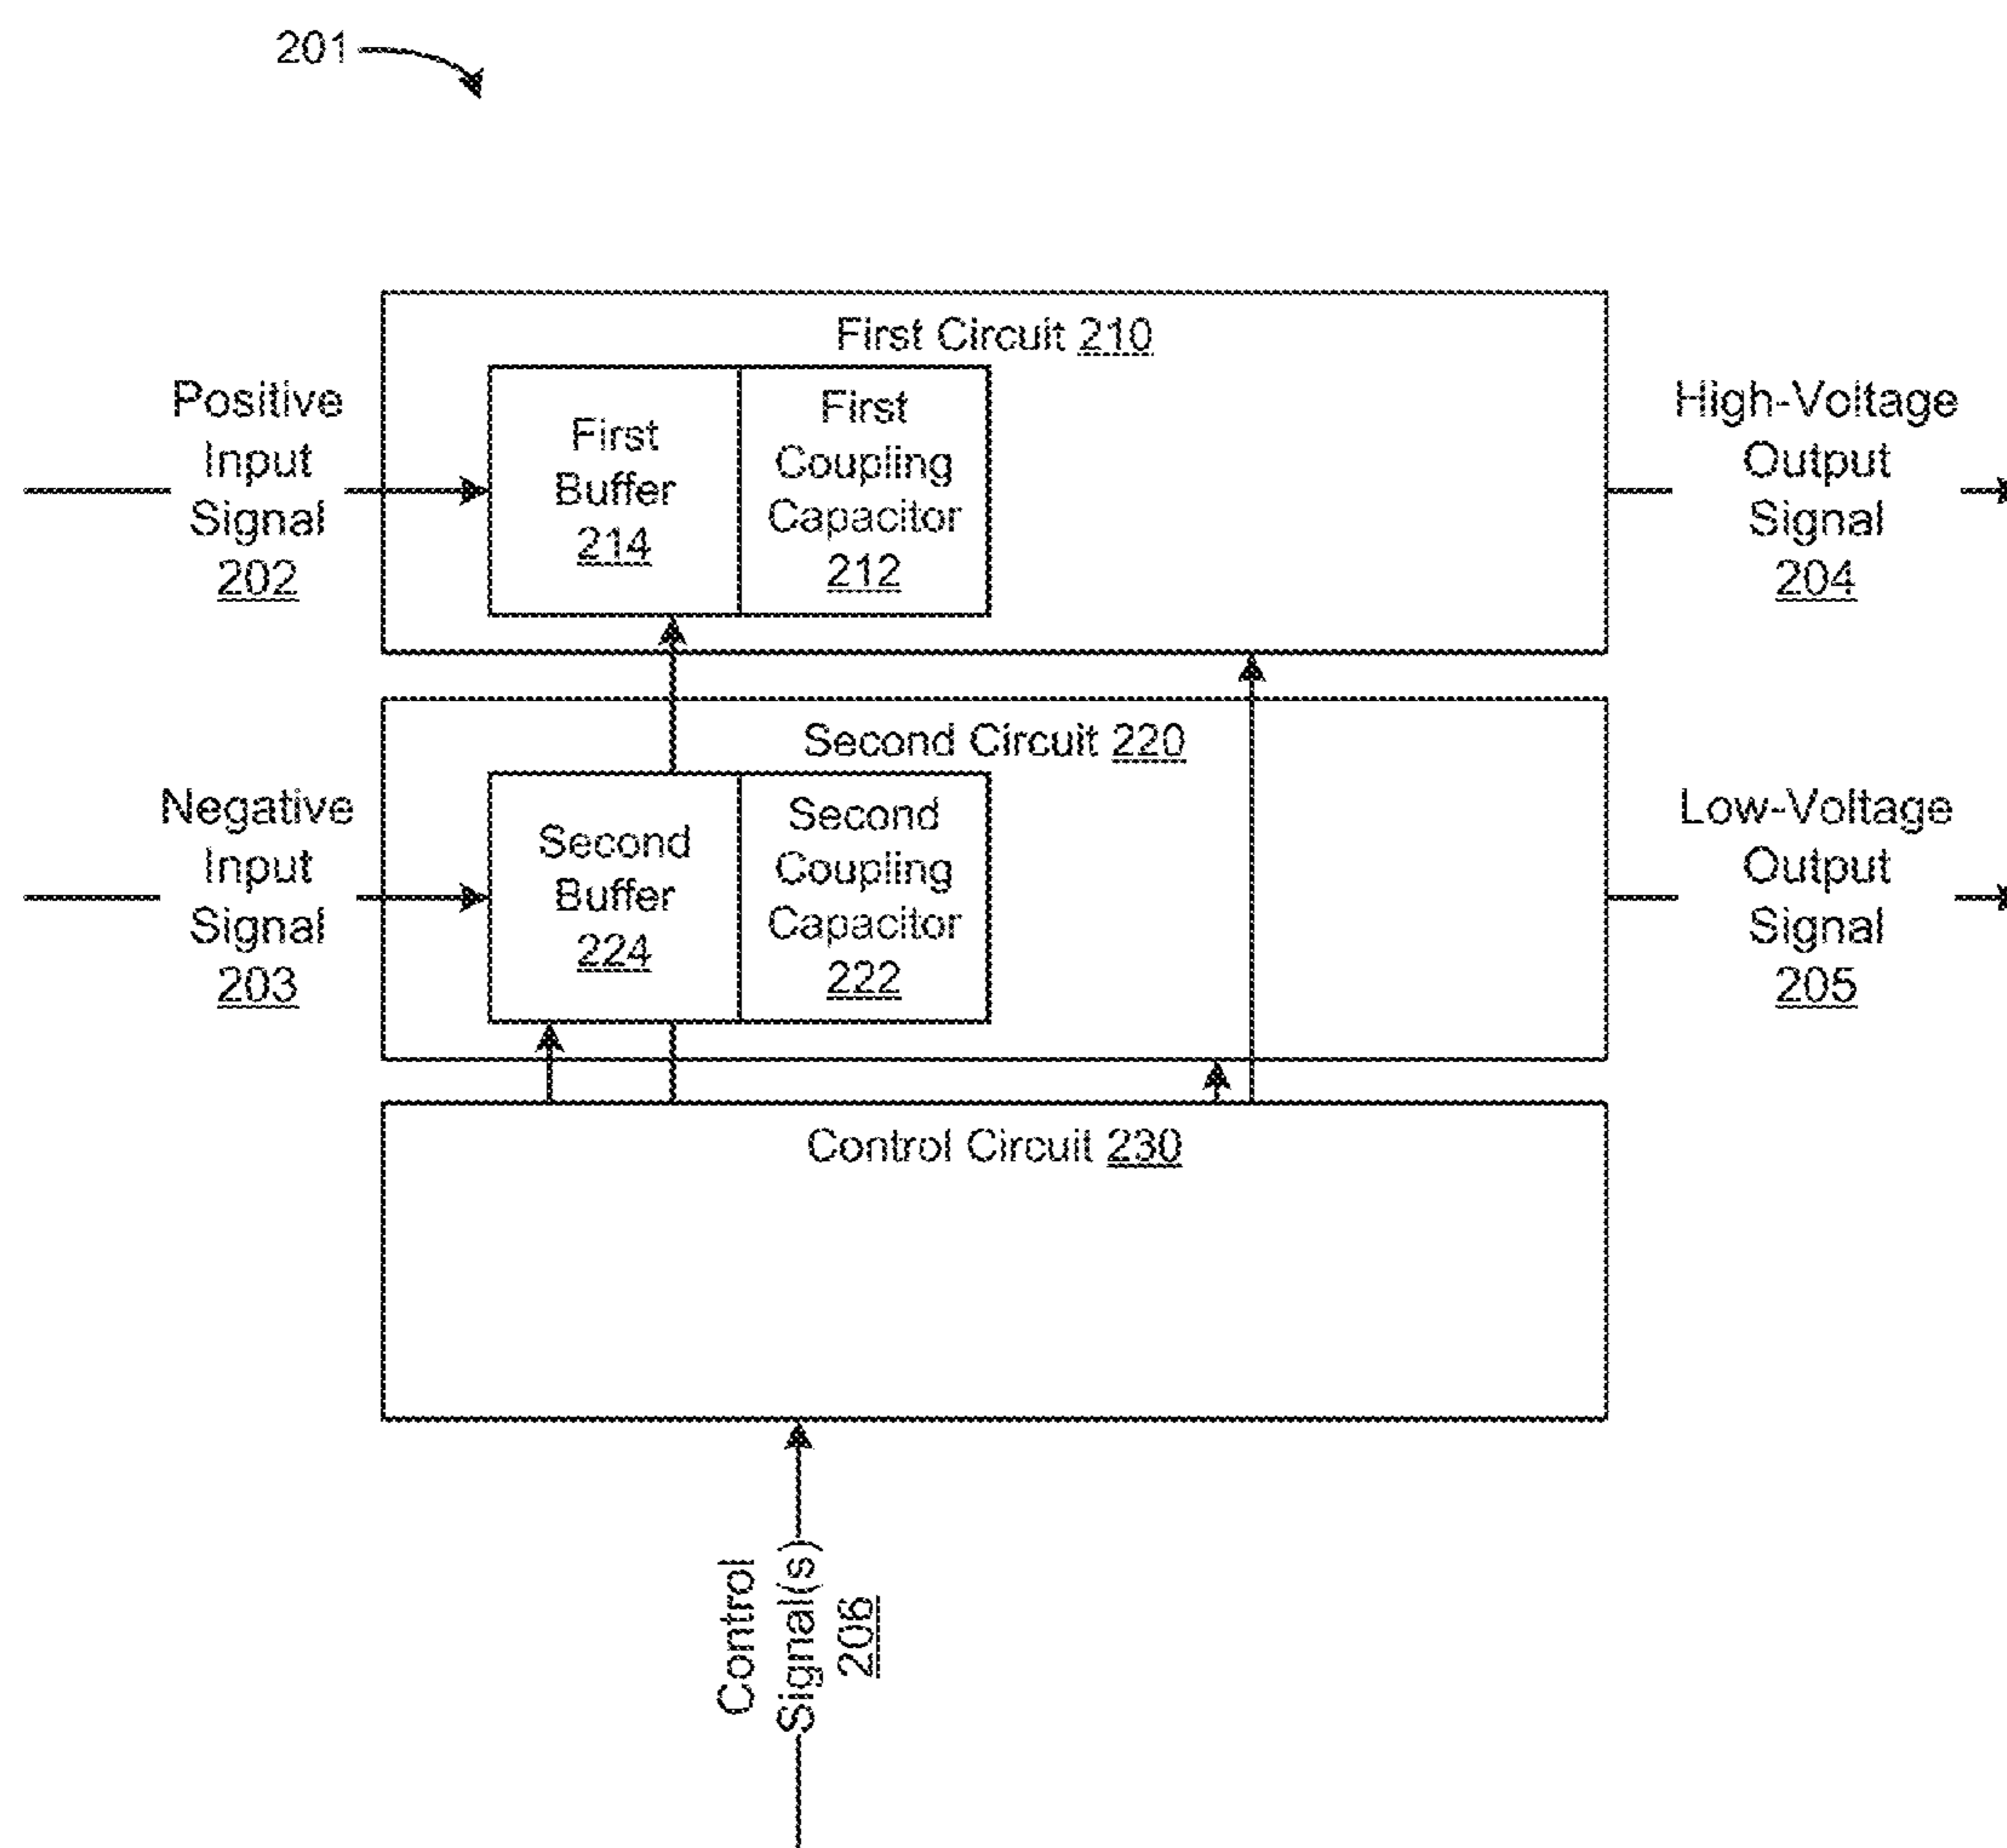 201
First Circuit 210
Positive
Input
Signal
202
First
Buffer
214
First
Coupling
Capacitor
212
High-Voltage
Output
Signal
204
Second Circuit 220
Negative
Input
Signal
203
Second
Buffer
224
Second
Coupling
Capacitor
222
Low-Voltage
Output
Signal
205
Control Circuit 230
Control
Signal(s)
206